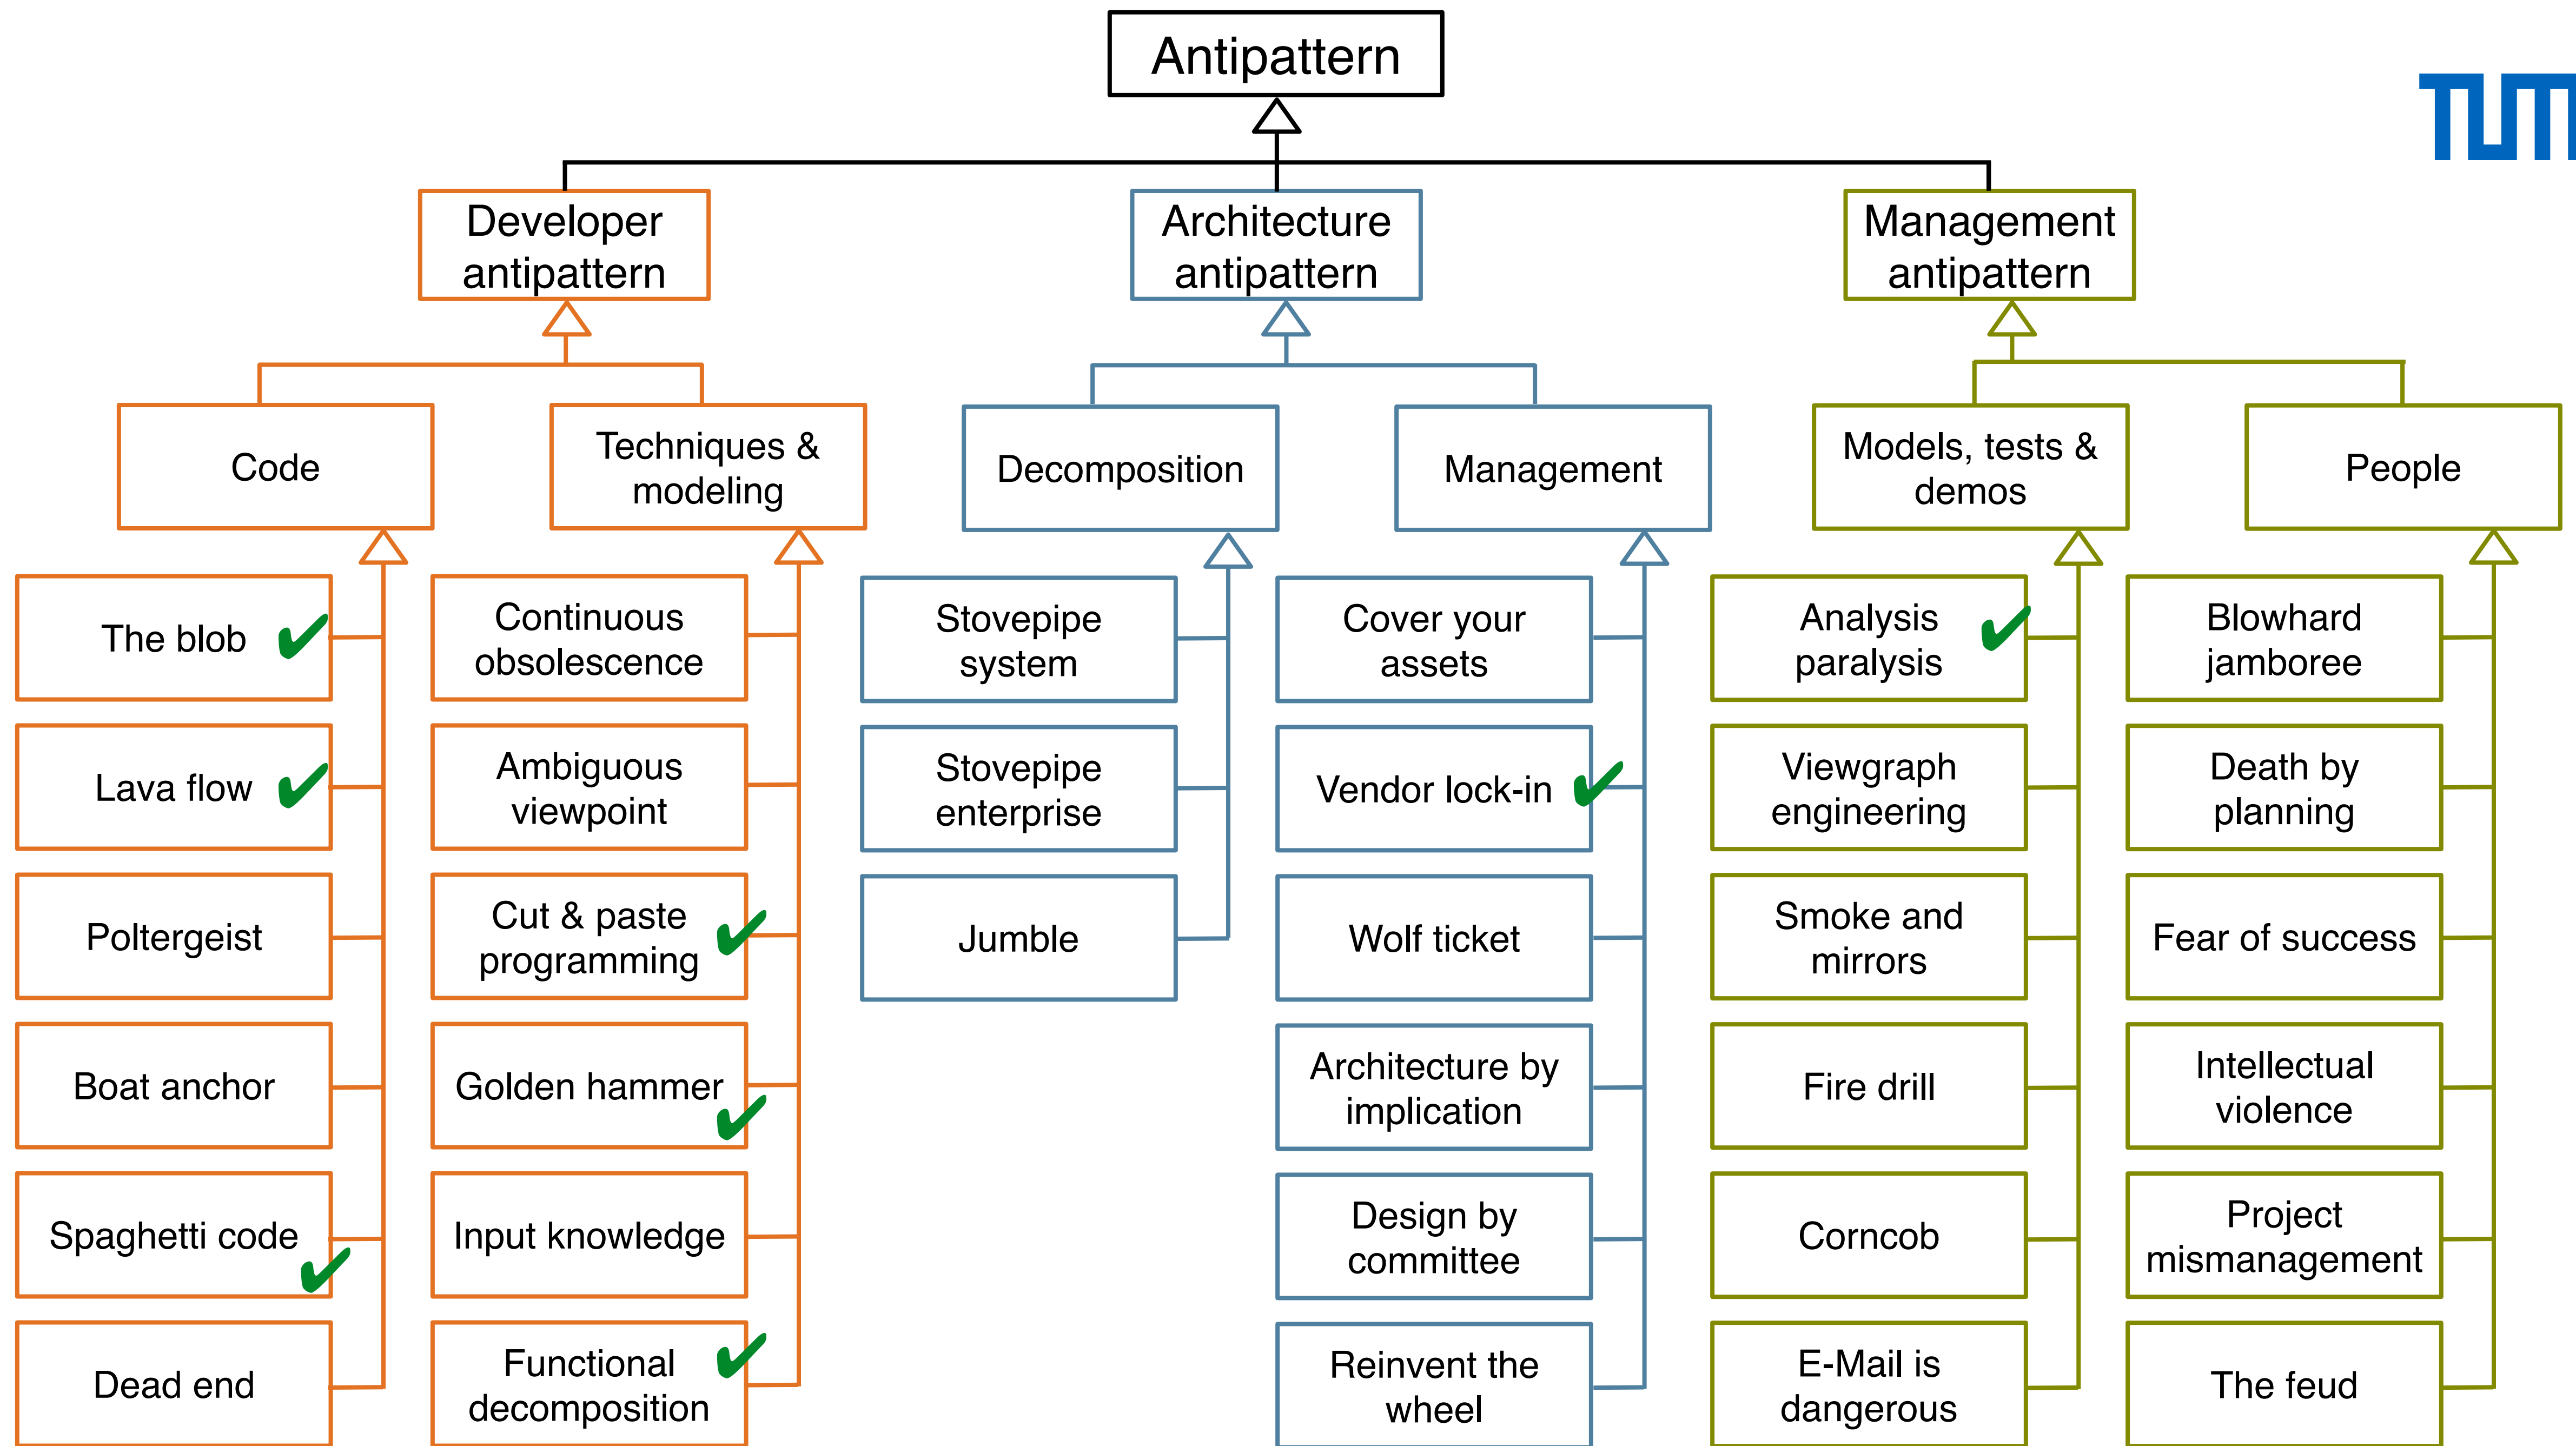 Antipattern
TUM
Developer
antipattern
Architecture
antipattern
Management
antipattern
Code
Techniques &
modeling
Decomposition
Management
Models, tests &
demos
People
The blob
Lava flow
Poltergeist
Boat anchor
Spaghetti code
Dead end
Continuous
obsolescence
Ambiguous
viewpoint
Cut & paste
programming
Golden hammer
Input knowledge
Functional
decomposition
Stovepipe
system
Stovepipe
enterprise
Jumble
Cover your
assets
Vendor lock-in
Wolf ticket
Architecture by
implication
Design by
committee
Reinvent the
wheel
Analysis
paralysis
Viewgraph
engineering
Smoke and
mirrors
Fire drill
Corncob
E-Mail is
dangerous
Blowhard
jamboree
Death by
planning
Fear of success
Intellectual
violence
Project
mismanagement
The feud